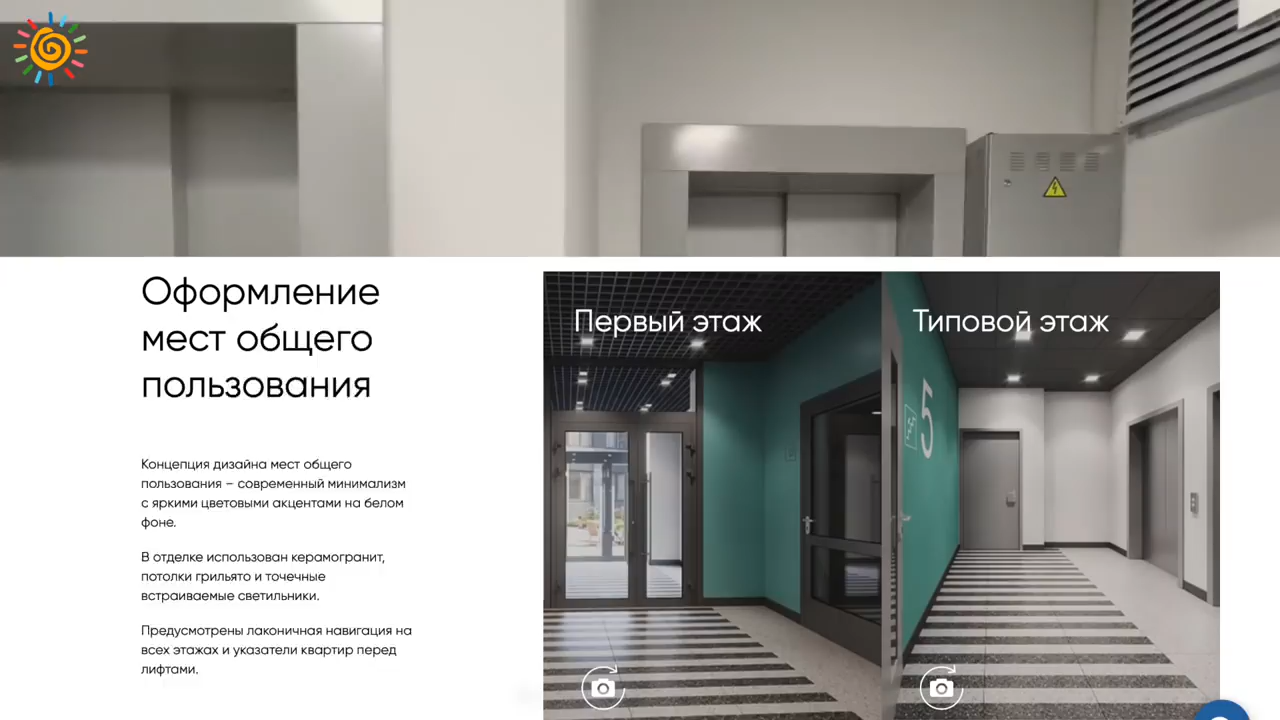 Оформление
мест общего
пользования
Концепция дизайна мест общего
пользования – современный минимализм
с яркими цветовыми акцентами на белом
фоне.
В отделке использован керамогранит,
потолки грильято и точечные
встраиваемые светильники.
Предусмотрены лаконичная навигация на
всех этажах и указатели квартир перед
лифтами.
Первый этаж
Типовой этаж
5